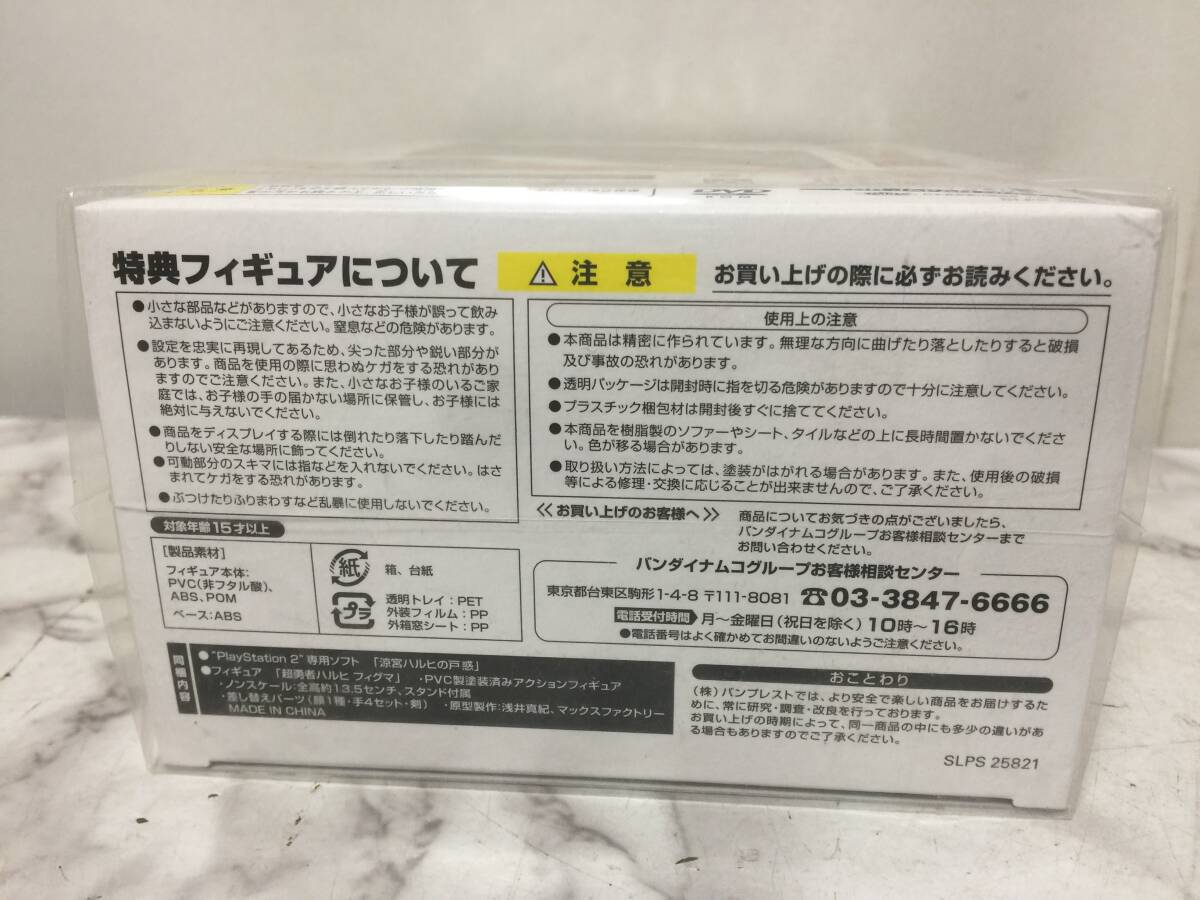 特典フィギュアについて
⚠ 注意
お買い上げの際に必ずお読みください。
●小さな部品などがありますので、小さなお子様が誤って飲み
込まないようにご注意ください。窒息などの危険があります。
●設定を忠実に再現してあるため、尖った部分や鋭い部分が
あります。商品を使用の際に思わぬケガをする恐れがあり
ますのでご注意ください。また、小さなお子様のいるご家
庭では、お子様の手の届かない場所に保管し、お子様には
絶対に与えないでください。
●商品をディスプレイする際には倒れたり落下したり踏んだ
りしない安全な場所に飾ってください。
●可動部分のスキマには指などを入れないでください。はさ
まれてケガをする恐れがあります。
●ぶつけたりふりまわすなど乱暴に使用しないでください。
使用上の注意
●本商品は精密に作られています。無理な方向に曲げたり落としたりすると破損
及び事故の恐れがあります。
●透明パッケージは開封時に指を切る危険がありますので十分に注意してください。
●プラスチック梱包材は開封後すぐに捨ててください。
●本商品を樹脂製のソファーやシート、タイルなどの上に長時間置かないでくださ
い。色が移る場合があります。
●取り扱い方法によっては、塗装がはがれる場合があります。また、使用後の破損
等による修理・交換に応じることが出来ませんので、ご了承ください。
対象年齢15才以上
[製品素材]
フィギュア本体:
PVC(非フタル酸)、
ABS、POM
ベース:ABS
紙
箱、台紙
プラ
透明トレイ:PET
外装フィルム:PP
外箱窓シート:PP
≪お買い上げのお客様へ≫
商品についてお気づきの点がございましたら、
バンダイナムコグループお客様相談センターまで
お問い合わせください。
バンダイナムコグループお客様相談センター
東京都台東区駒形1-4-8 〒111-8081 ☎03-3847-6666
電話受付時間 月～金曜日(祝日を除く) 10時～16時
●電話番号はよく確かめてお間違いのないようご注意ください。
同梱内容
●"PlayStation 2"専用ソフト 「涼宮ハルヒの戸惑」
●フィギュア 「超勇者ハルヒ フィグマ」 ・PVC製塗装済みアクションフィギュア
・ノンスケール:全高約13.5センチ、スタンド付属
・差し替えパーツ(顔1種・手4セット・剣) ・原型製作:浅井真紀、マックスファクトリー
MADE IN CHINA
おことわり
(株)バンプレストでは、より安全で楽しい商品をお届けするた
めに、常に研究・調査・改良を行っております。
お買い上げの時期によって、同一商品の中にも多少の違いがあ
る場合もありますのでご了承ください。
SLPS 25821